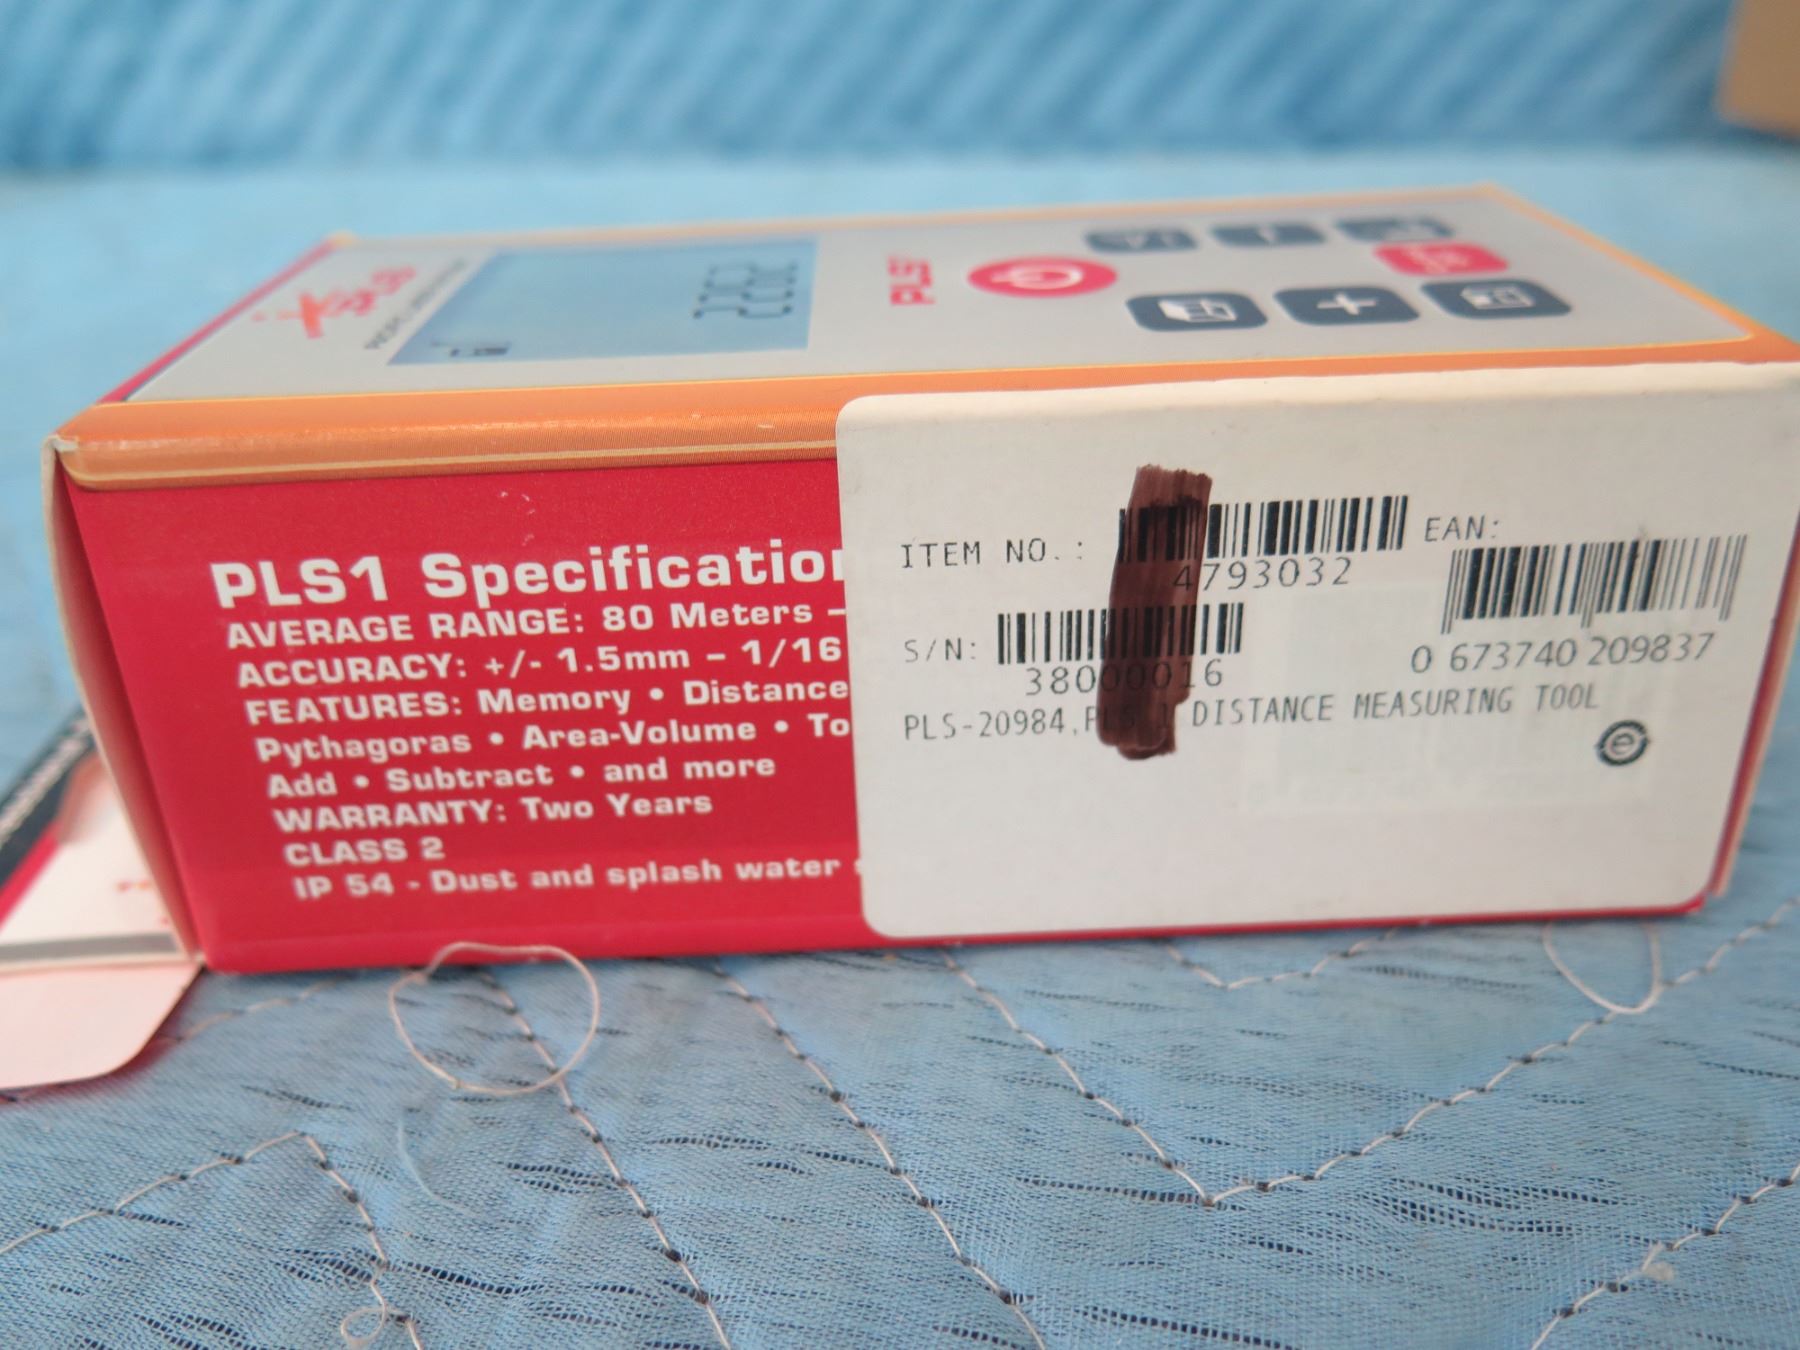 PLS
PLS1 Specification
AVERAGE RANGE: 80 Meters –
ACCURACY: +/- 1.5mm – 1/16
FEATURES: Memory • Distance
Pythagoras • Area-Volume • To
Add • Subtract • and more
WARRANTY: Two Years
CLASS 2
IP 54 - Dust and splash water
ITEM NO.:
4793032
EAN:
0 673740 209837
S/N:
38000016
PLS-20984,PLS 1 DISTANCE MEASURING TOOL
e